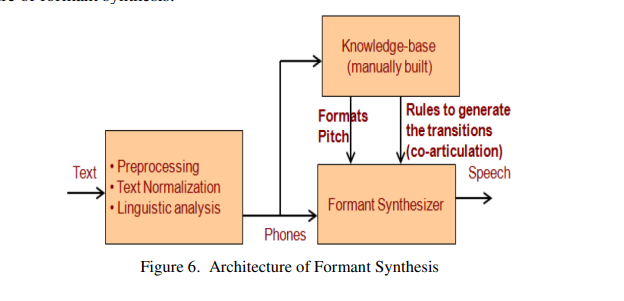 Knowledge-base
(manually built)
Formats
Pitch
Rules to generate
the transitions
(co-articulation)
Text
• Preprocessing
• Text Normalization
• Linguistic analysis
Speech
Formant Synthesizer
Phones
Figure 6. Architecture of Formant Synthesis